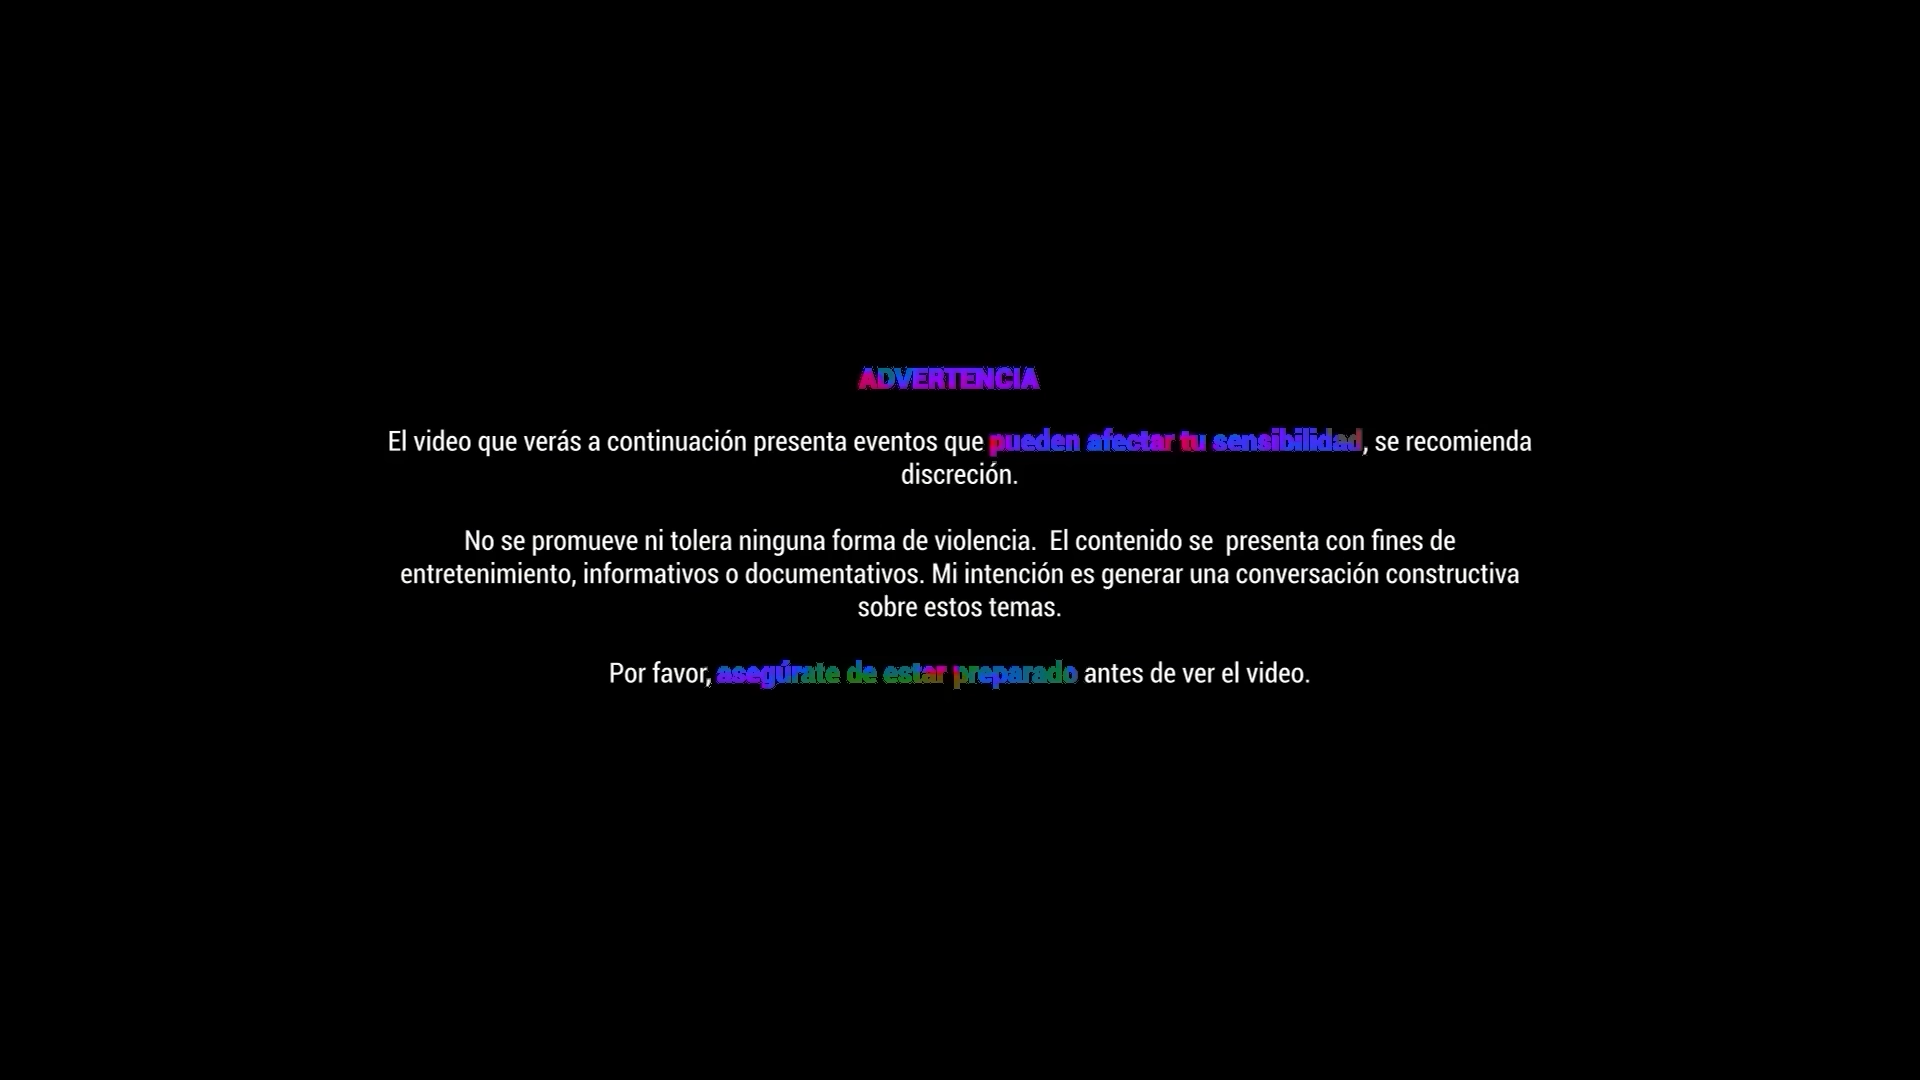 ADVERTENCIA
El video que verás a continuación presenta eventos que pueden afectar tu sensibilidad, se recomienda
discreción.
No se promueve ni tolera ninguna forma de violencia.  El contenido se  presenta con fines de
entretenimiento, informativos o documentativos. Mi intención es generar una conversación constructiva
sobre estos temas.
Por favor, asegúrate de estar preparado antes de ver el video.